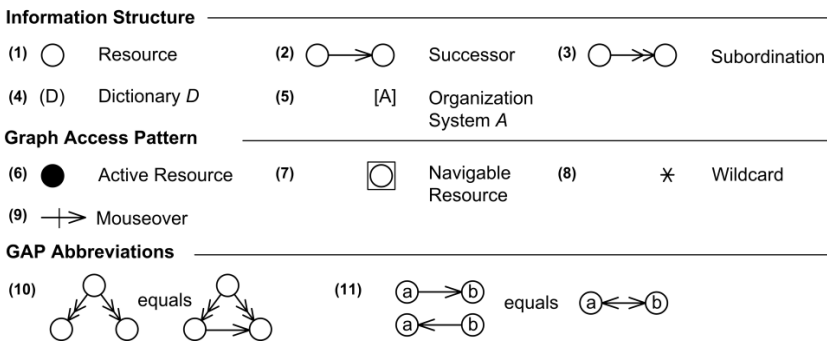 Information Structure
(1) Resource (2) Successor (3) Subordination
(4) (D) Dictionary D (5) [A] Organization
System A
Graph Access Pattern
(6) Active Resource (7) Navigable
Resource (8) * Wildcard
(9) Mouseover
GAP Abbreviations
(10) equals (11) a b equals a b
a b